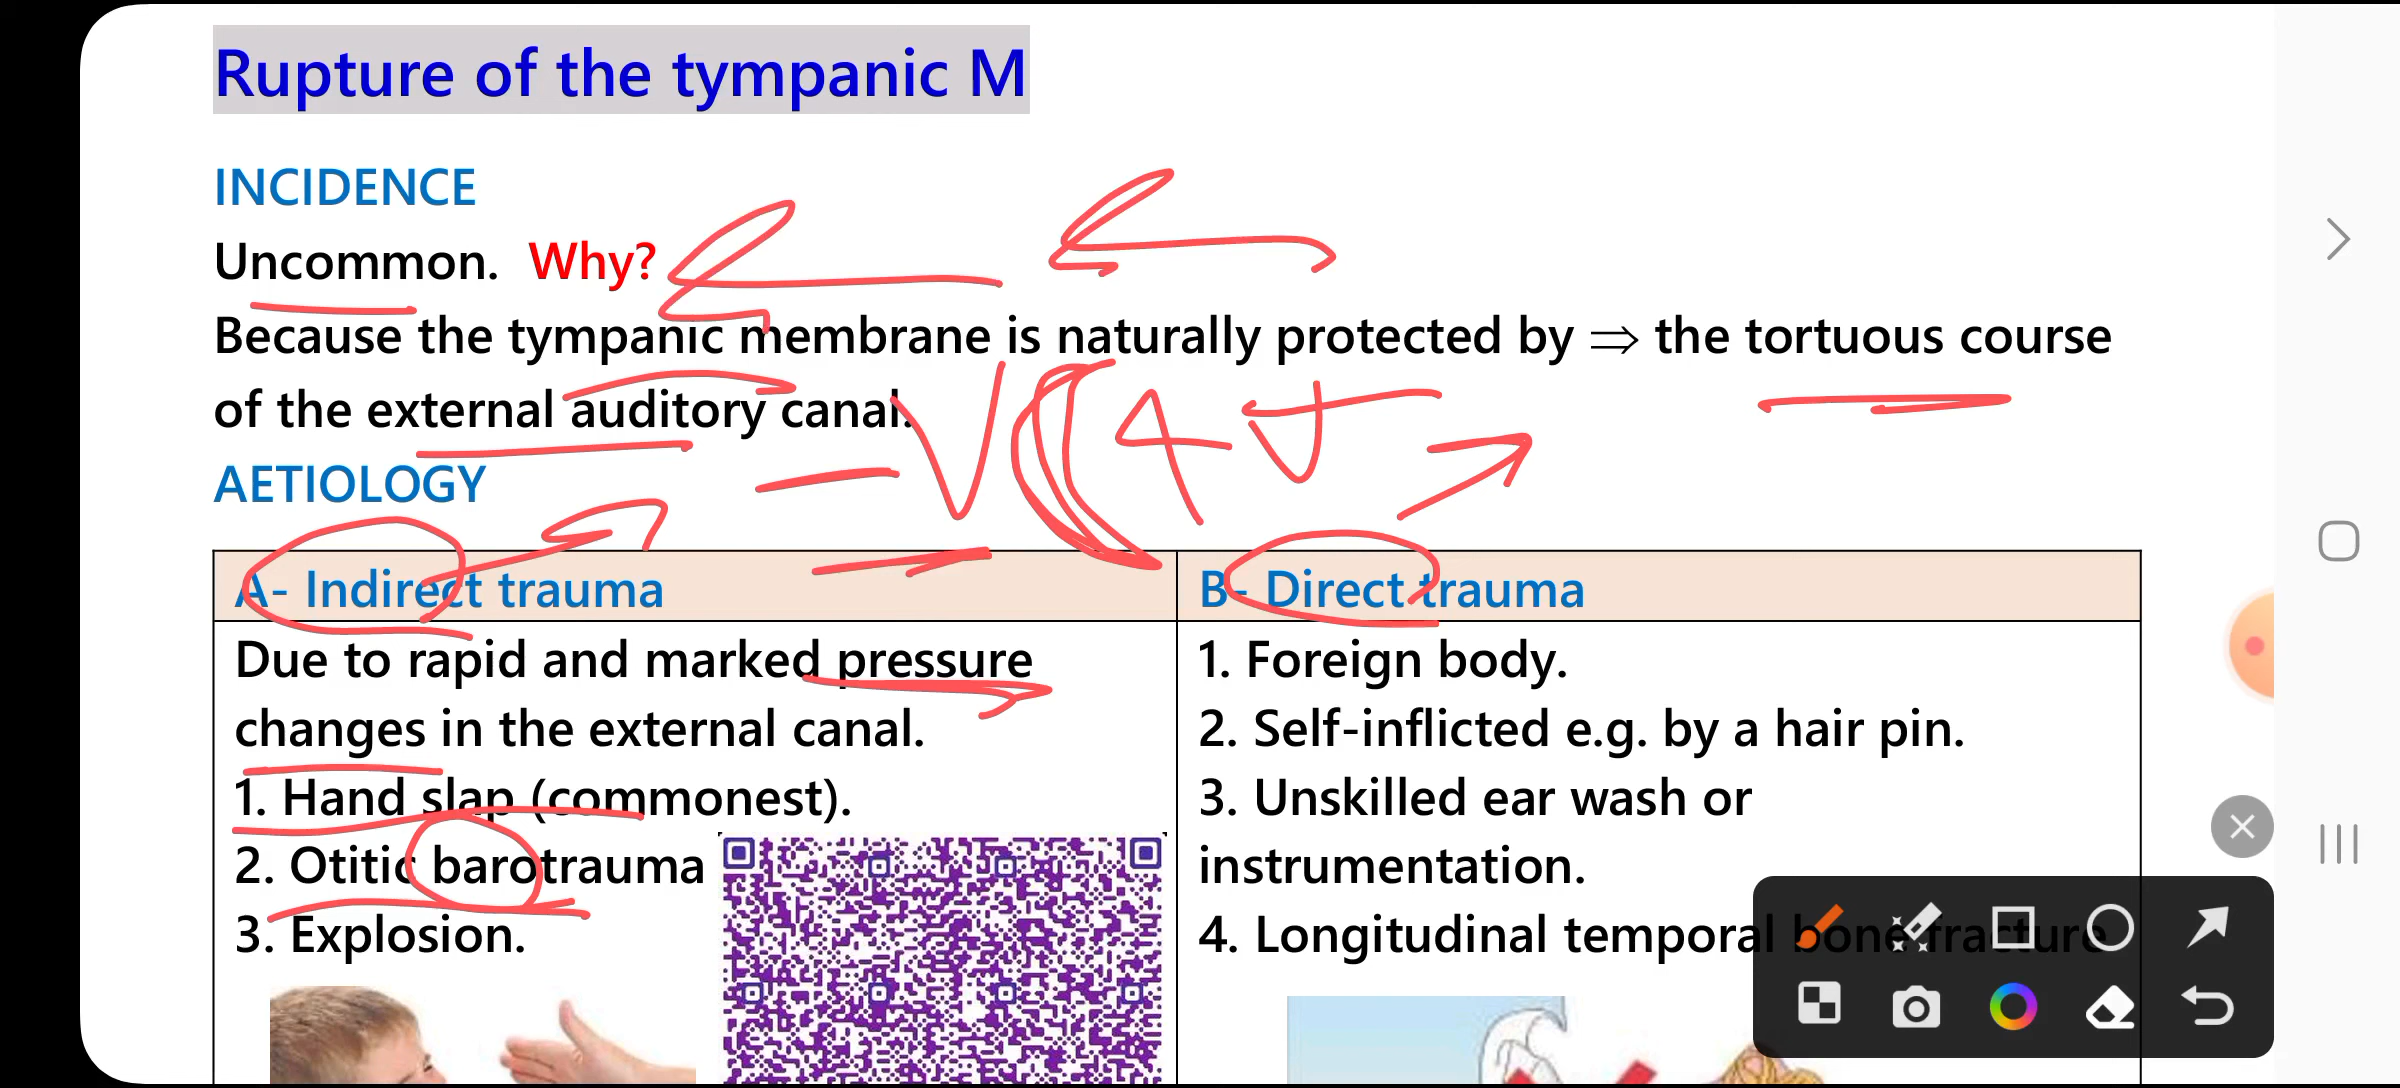 Rupture of the tympanic M
INCIDENCE
Uncommon. Why?
Because the tympanic membrane is naturally protected by ⇒ the tortuous course
of the external auditory canal.
AETIOLOGY
A- Indirect trauma
Due to rapid and marked pressure
changes in the external canal.
1. Hand slap (commonest).
2. Otitic barotrauma
3. Explosion.
B- Direct trauma
1. Foreign body.
2. Self-inflicted e.g. by a hair pin.
3. Unskilled ear wash or
instrumentation.
4. Longitudinal temporal bone fracture